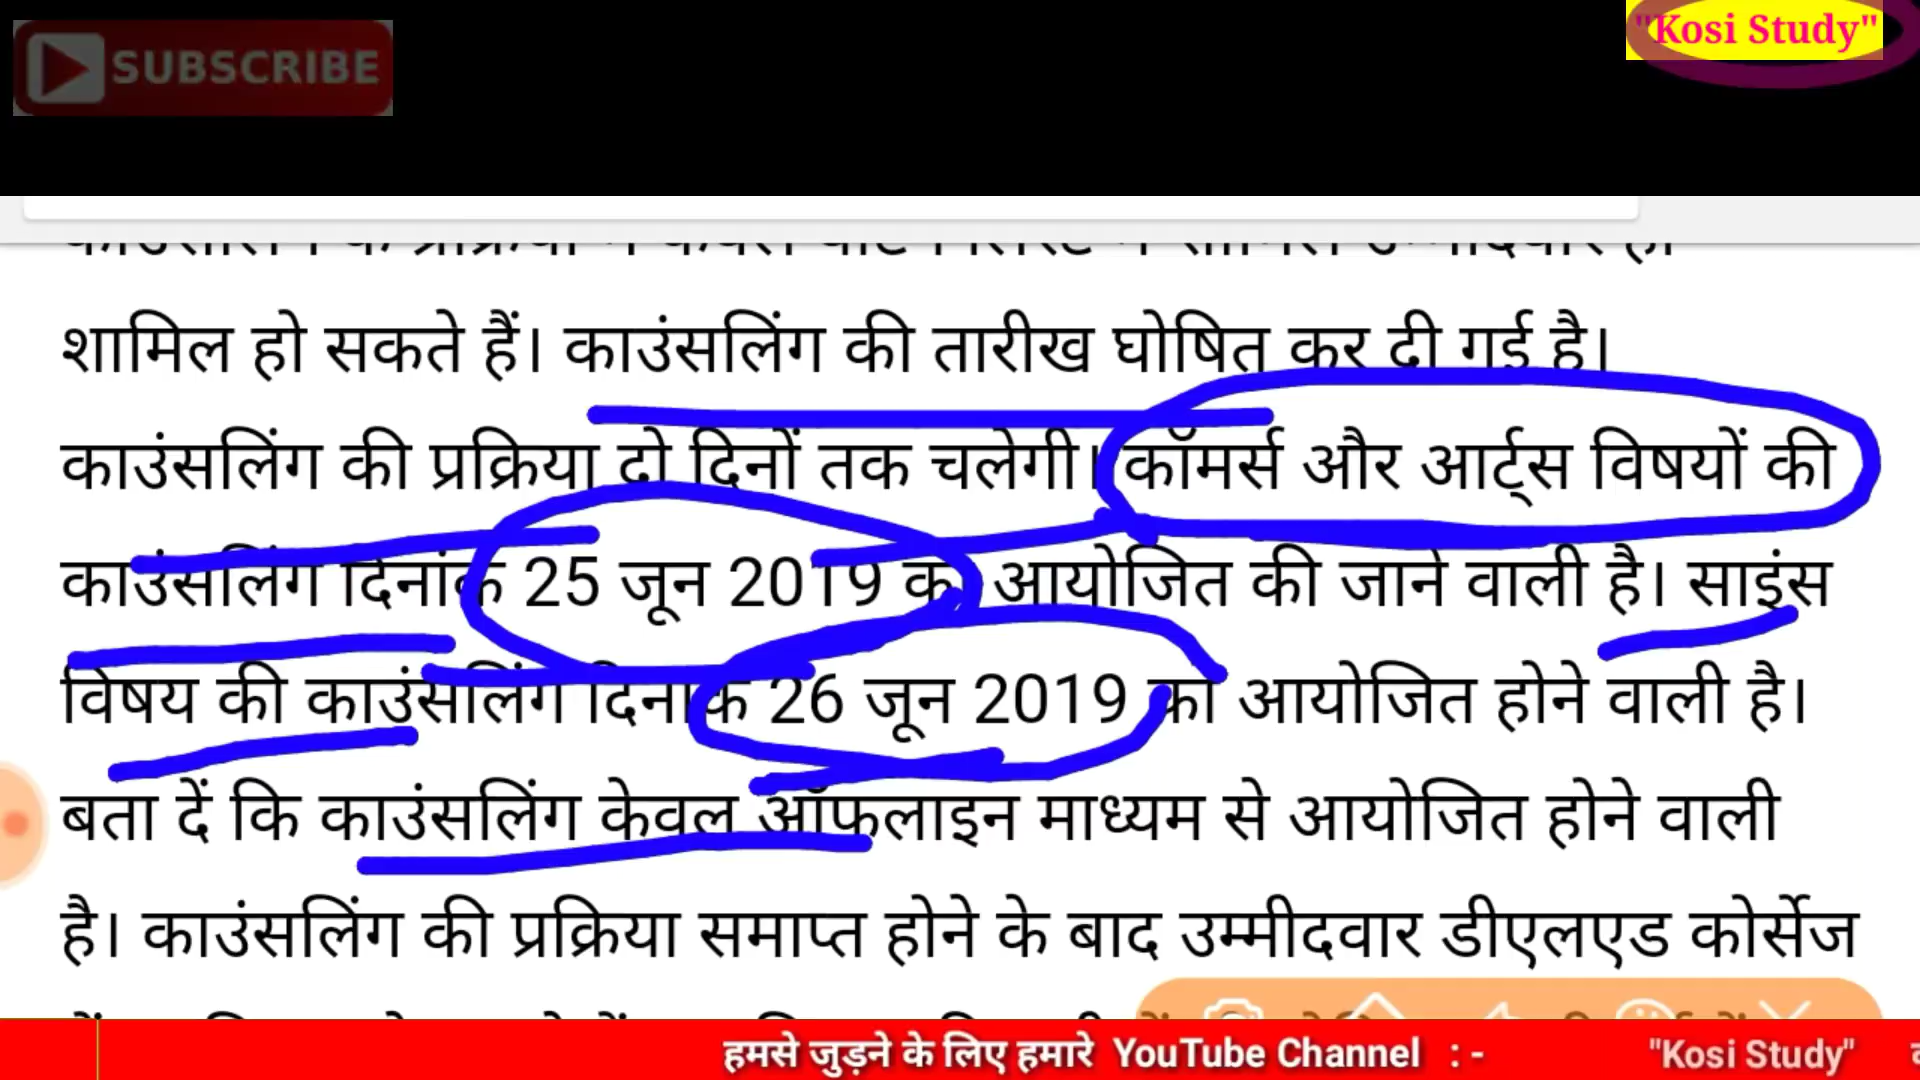 SUBSCRIBE
"Kosi Study"
शामिल हो सकते हैं। काउंसलिंग की तारीख घोषित कर दी गई है।
काउंसलिंग की प्रक्रिया दो दिनों तक चलेगी। कॉमर्स और आर्ट्स विषयों की
काउंसलिंग दिनांक 25 जून 2019 को आयोजित की जाने वाली है। साइंस
विषय की काउंसलिंग दिनांक 26 जून 2019 को आयोजित होने वाली है।
बता दें कि काउंसलिंग केवल ऑफलाइन माध्यम से आयोजित होने वाली
है। काउंसलिंग की प्रक्रिया समाप्त होने के बाद उम्मीदवार डीएलएड कोर्सेज
हमसे जुड़ने के लिए हमारे YouTube Channel : - "Kosi Study"